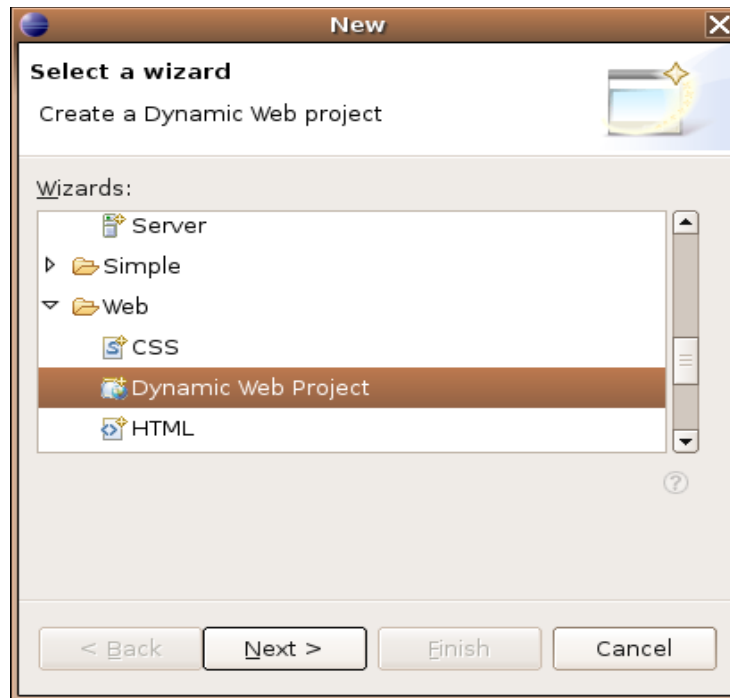 New
Select a wizard
Create a Dynamic Web project
Wizards:
Server
Simple
Web
CSS
Dynamic Web Project
HTML
< Back Next > Finish Cancel